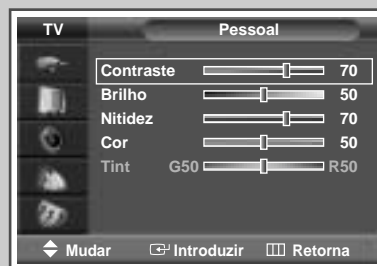 TV Pessoal
Contraste 70
Brilho 50
Nitidez 70
Cor 50
Tint G50 R50
Mudar Introduzir Retorna